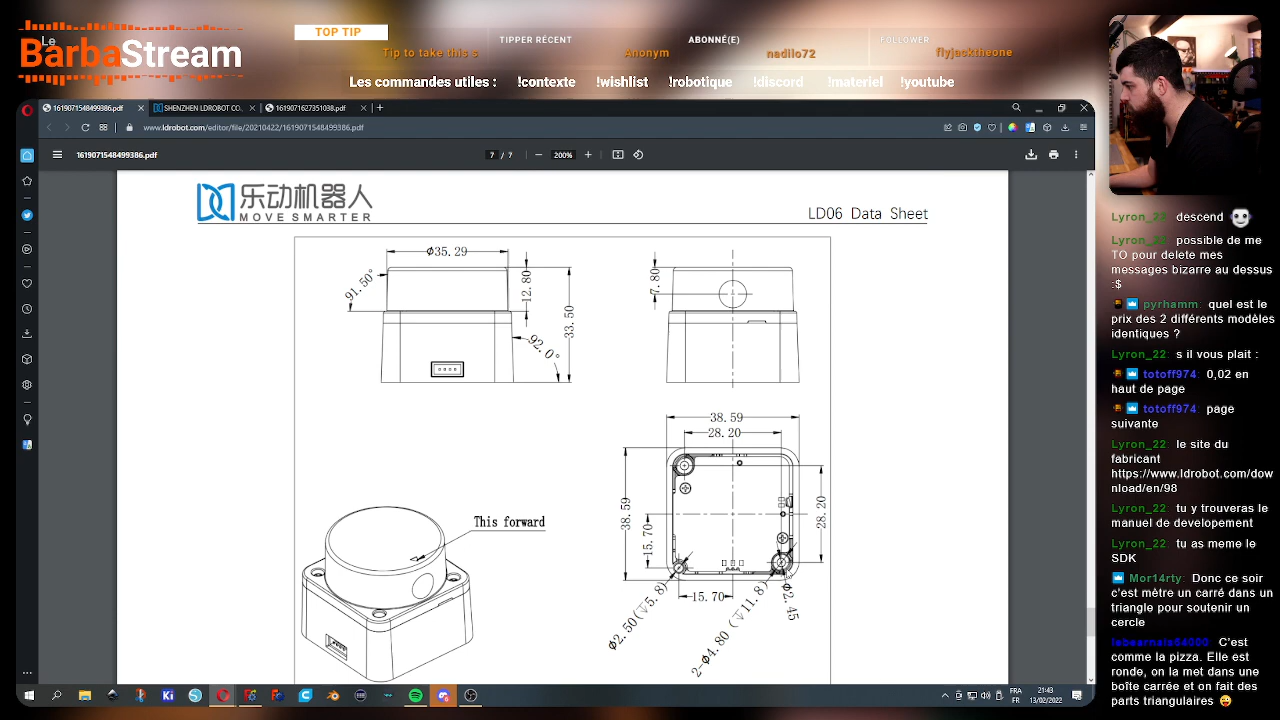 Le
BarbaStream
TOP TIP
Tip to take this s
TIPPER RÉCENT
Anonym
ABONNÉ(E)
nadilo72
FOLLOWER
flyjacktheone
Les commandes utiles : !contexte !wishlist !robotique !discord !materiel !youtube
1619071548499386.pdf
SHENZHEN LDROBOT CO.
1619071627351038.pdf
www.ldrobot.com/editor/file/20210422/1619071548499386.pdf
1619071548499386.pdf
7 / 7
200%
乐动机器人
MOVE SMARTER
LD06 Data Sheet
ϕ35.29
91.50°
12.80
33.50
92.0°
7.80
38.59
28.20
38.59
15.70
28.20
15.70
ϕ2.50(↧5.8)
2-ϕ4.80 (↧11.8)
ϕ2.45
This forward
Lyron_22: descend
Lyron_22: possible de me
TO pour delete mes
messages bizarre au dessus
:$
pyrhamm: quel est le
prix des 2 différents modèles
identiques ?
Lyron_22: s il vous plait :
totoff974: 0,02 en
haut de page
totoff974: page
suivante
Lyron_22: le site du
fabricant
https://www.ldrobot.com/dow
nload/en/98
Lyron_22: tu y trouveras le
manuel de developement
Lyron_22: tu as meme le
SDK
Mor14rty: Donc ce soir
c'est mètre un carré dans un
triangle pour soutenir un
cercle
lebearnais64000: C'est
comme la pizza. Elle est
ronde, on la met dans une
boîte carrée et on fait des
parts triangulaires
Ki
FRA
FR
21:43
13/02/2022